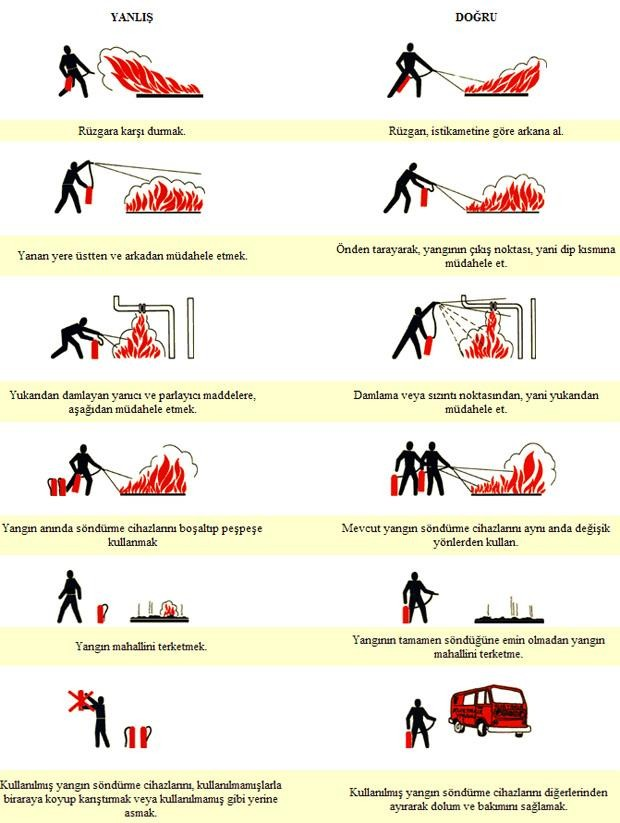 YANLIŞ
DOĞRU
Rüzgara karşı durmak.
Rüzgarı, istikametine göre arkana al.
Yanan yere üstten ve arkadan müdahele etmek.
Önden tarayarak, yangının çıkış noktası, yani dip kısmına
müdahele et.
Yukarıdan damlayan yanıcı ve parlayıcı maddelere,
aşağıdan müdahele etmek.
Damlama veya sızıntı noktasından, yani yukarıdan
müdahele et.
Yangın anında söndürme cihazlarını boşaltıp peşpeşe
kullanmak
Mevcut yangın söndürme cihazlarını aynı anda değişik
yönlerden kullan.
Yangın mahallini terketmek.
Yangının tamamen söndüğüne emin olmadan yangın
mahallini terketme.
Kullanılmış yangın söndürme cihazlarını, kullanılmamışlarla
biraraya koyup karıştırmak veya kullanılmamış gibi yerine
asmak.
Kullanılmış yangın söndürme cihazlarını diğerlerinden
ayırarak dolum ve bakımını sağlamak.